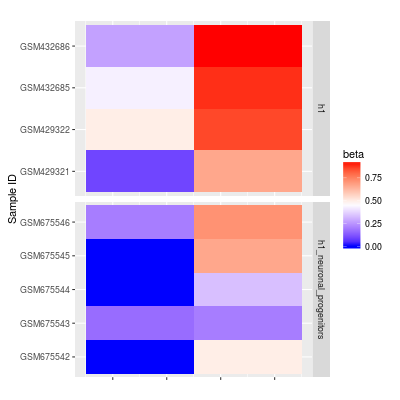 Sample ID
GSM432686
GSM432685
GSM429322
GSM429321
h1
GSM675546
GSM675545
GSM675544
GSM675543
GSM675542
h1_neuronal_progenitors
beta
0.75
0.50
0.25
0.00